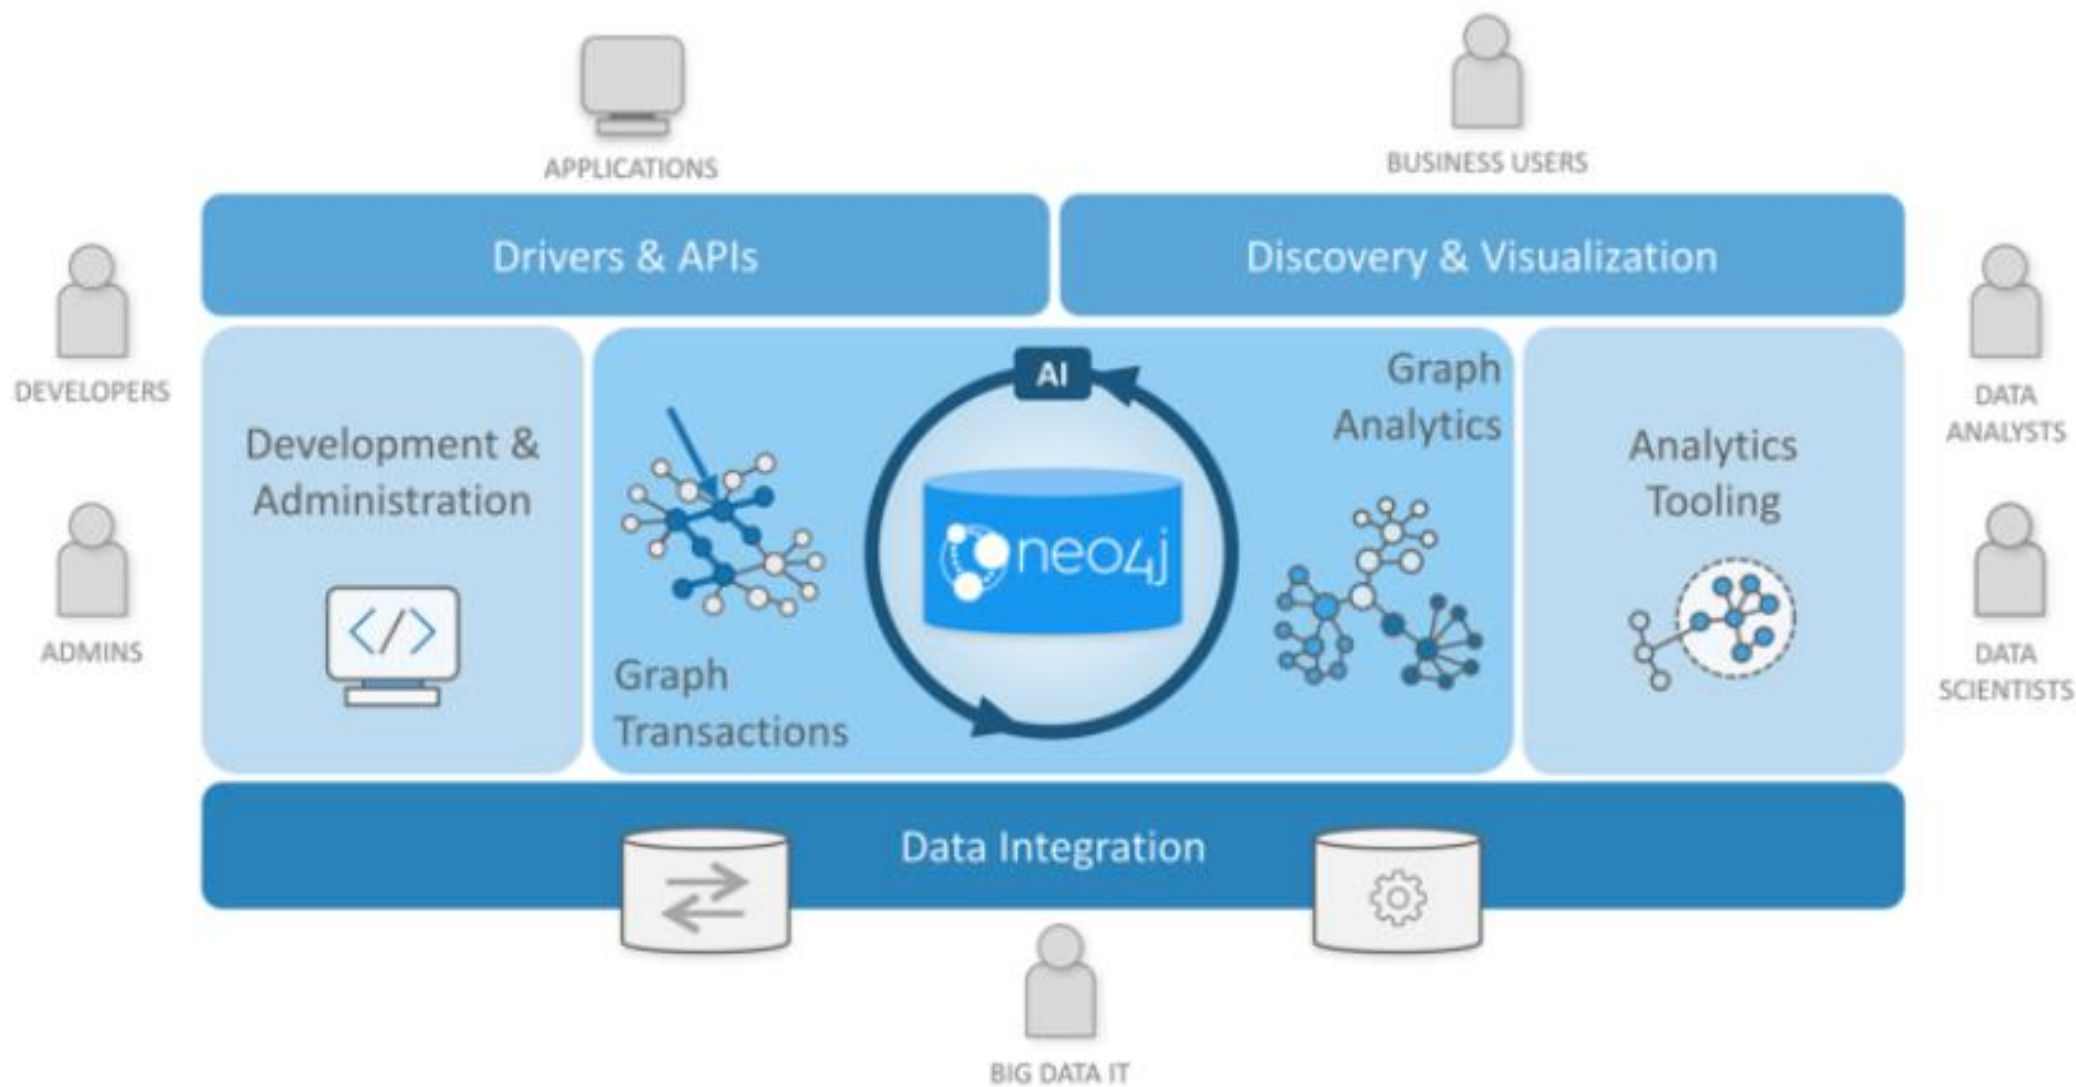 APPLICATIONS
BUSINESS USERS
Drivers & APIs
Discovery & Visualization
DEVELOPERS
ADMINS
Development &
Administration
Graph
Transactions
AI
neo4j
Graph
Analytics
Analytics
Tooling
DATA
ANALYSTS
DATA
SCIENTISTS
Data Integration
BIG DATA IT